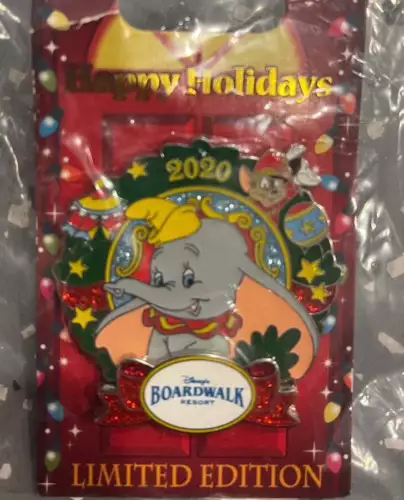 Happy Holidays
2020
Disney's
BOARDWALK
RESORT
LIMITED EDITION